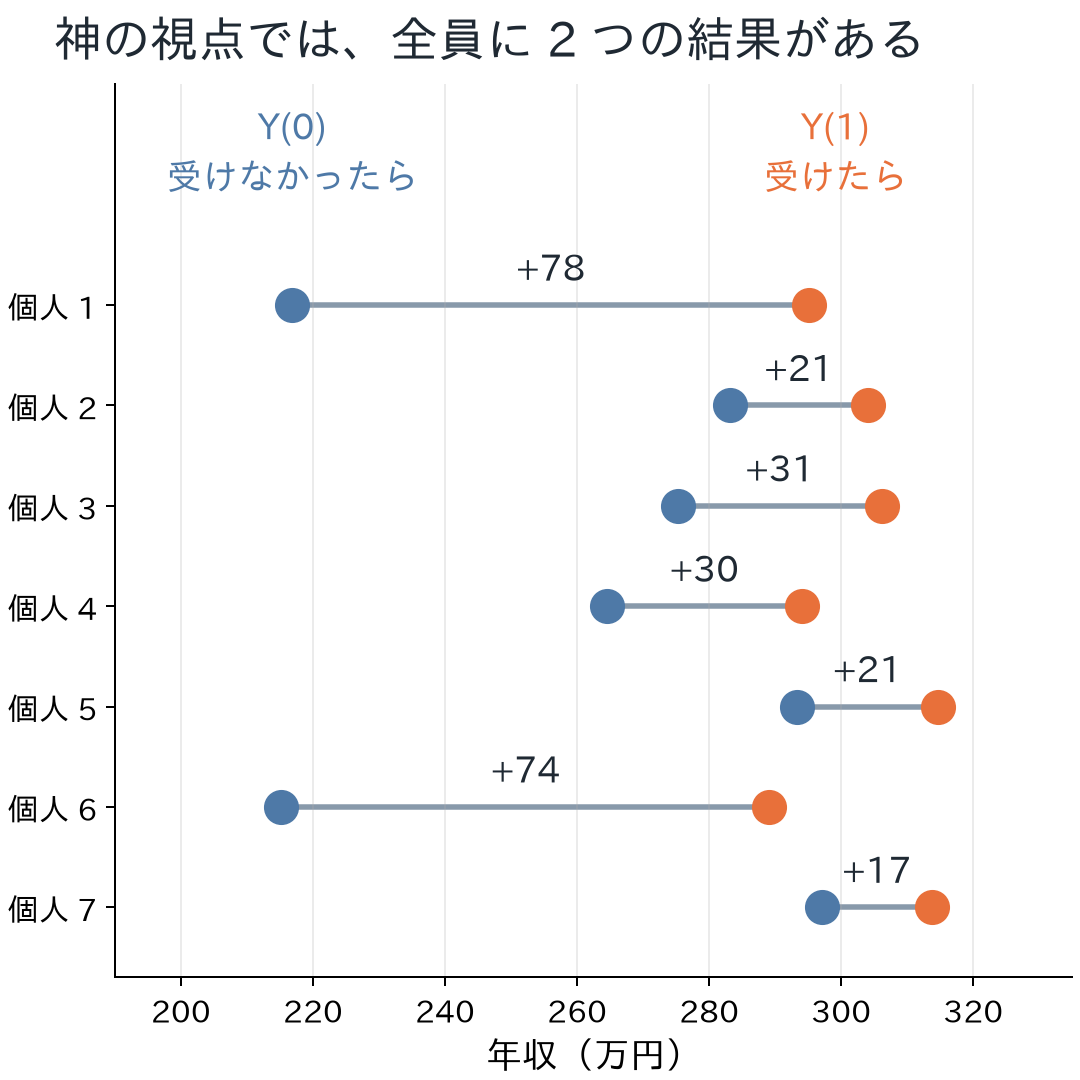 神の視点では、全員に 2 つの結果がある
Y(0)
受けなかったら
Y(1)
受けたら
+78
個人 1
+21
個人 2
+31
個人 3
+30
個人 4
+21
個人 5
+74
個人 6
+17
個人 7
200 220 240 260 280 300 320
年収（万円）